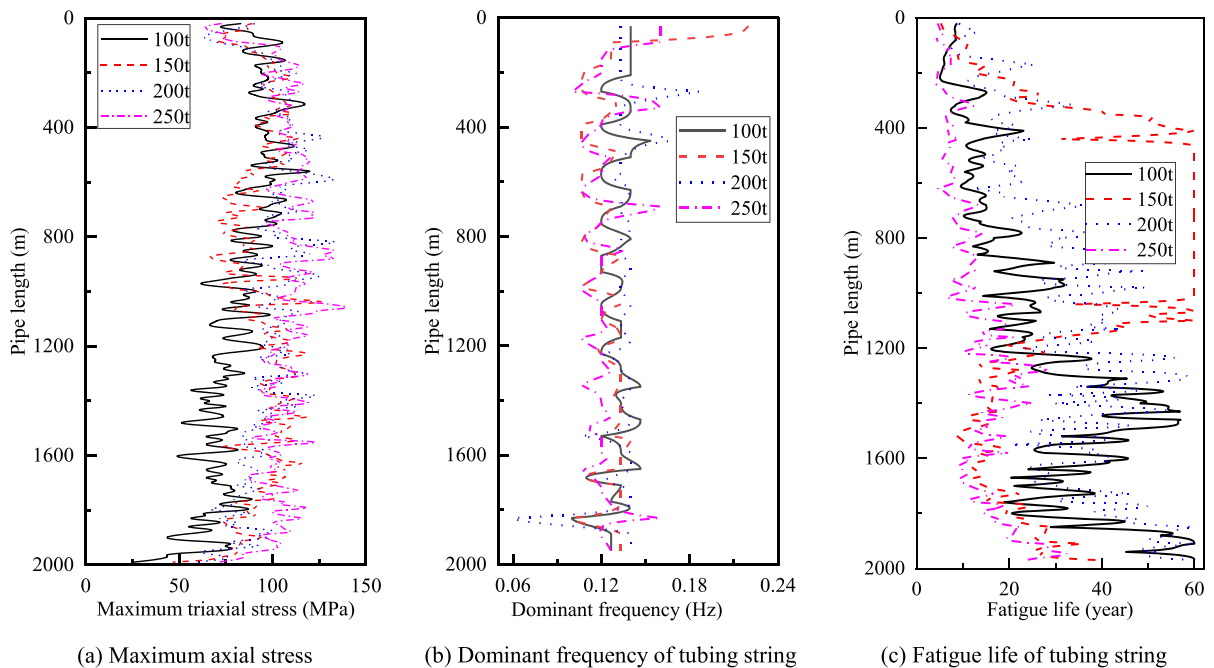 0
400
800
1200
1600
2000
Pipe length (m)
100t
150t
200t
250t
0
50
100
150
Maximum triaxial stress (MPa)
(a) Maximum axial stress
0
400
800
1200
1600
2000
Pipe length (m)
100t
150t
200t
250t
0.06
0.12
0.18
0.24
Dominant frequency (Hz)
(b) Dominant frequency of tubing string
0
400
800
1200
1600
2000
Pipe length (m)
100t
150t
200t
250t
0
20
40
60
Fatigue life (year)
(c) Fatigue life of tubing string